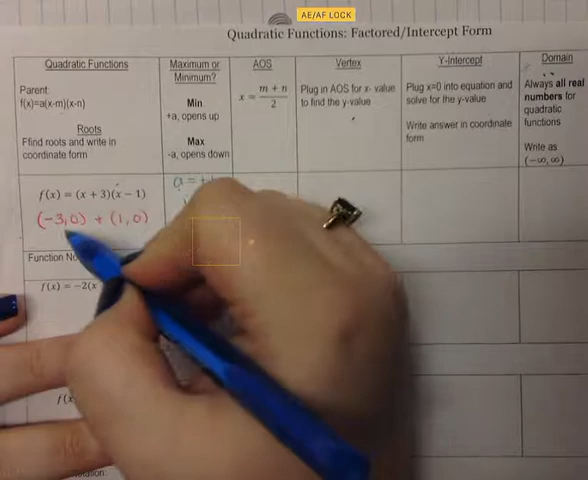 AE/AF LOCK
Quadratic Functions: Factored/Intercept Form
Quadratic Functions
Parent
f(x)=a(x-m)(x-n)
Roots
Ffind roots and write in
coordinate form
Maximum or
Minimum?
Min
+a, opens up
Max
-a, opens down
AOS
x = m + n / 2
Vertex
Plug in AOS for x- value
to find the y-value
Y-Intercept
Plug x=0 into equation and
solve for the y-value
Write answer in coordinate
form
Domain
Always all real
numbers for
quadratic
functions
Write as
(−∞,∞)
f(x) = (x + 3)(x − 1)
(-3,0) + (1,0)
a =
Function
f(x) = −2(x